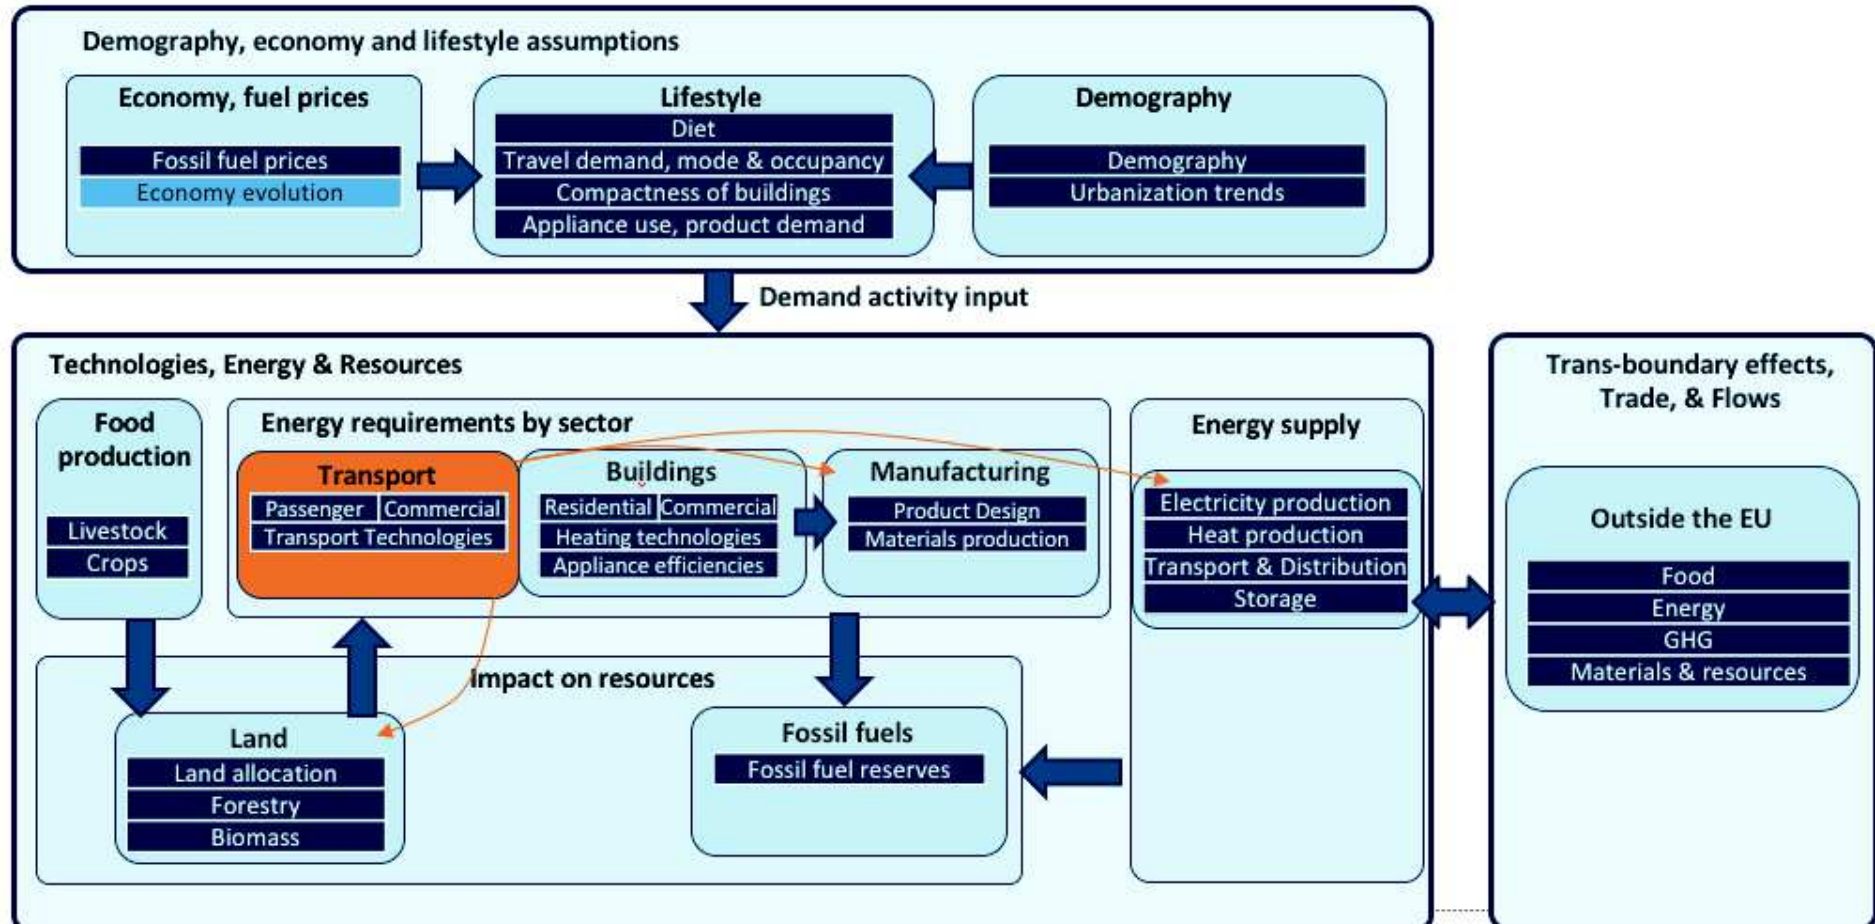 Demography, economy and lifestyle assumptions
Economy, fuel prices
Fossil fuel prices
Economy evolution
Lifestyle
Diet
Travel demand, mode & occupancy
Compactness of buildings
Appliance use, product demand
Demography
Demography
Urbanization trends
Demand activity input
Technologies, Energy & Resources
Food
production
Livestock
Crops
Energy requirements by sector
Transport
Passenger
Commercial
Transport Technologies
Buildings
Residential
Commercial
Heating technologies
Appliance efficiencies
Manufacturing
Product Design
Materials production
Energy supply
Electricity production
Heat production
Transport & Distribution
Storage
Impact on resources
Land
Land allocation
Forestry
Biomass
Fossil fuels
Fossil fuel reserves
Trans-boundary effects,
Trade, & Flows
Outside the EU
Food
Energy
GHG
Materials & resources